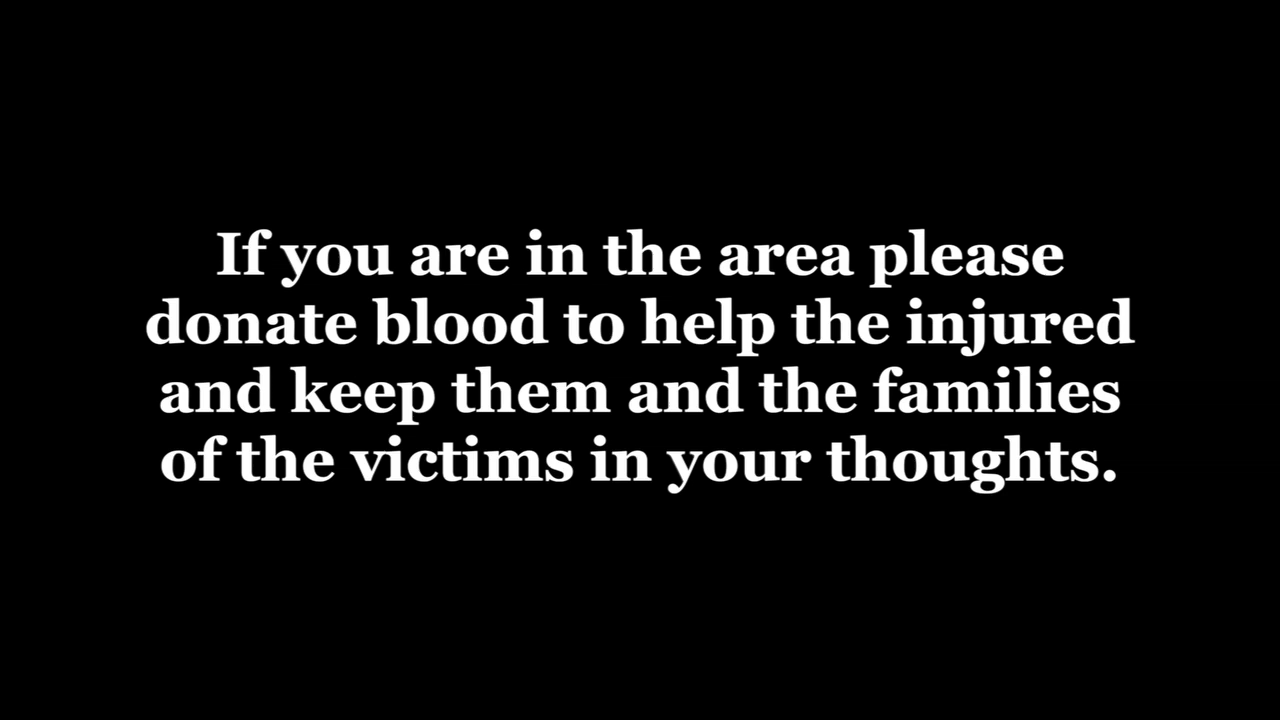 If you are in the area please
donate blood to help the injured
and keep them and the families
of the victims in your thoughts.